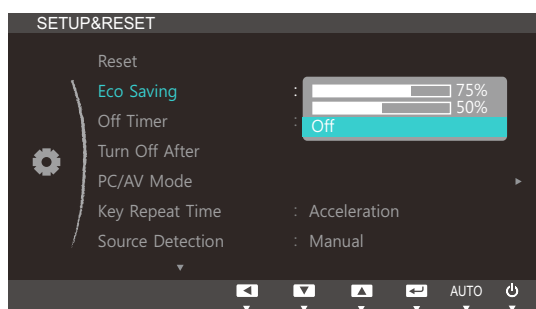 SETUP&RESET
Reset
Eco Saving : 75%
50%
Off Timer : Off
Turn Off After
PC/AV Mode
Key Repeat Time : Acceleration
Source Detection : Manual
AUTO